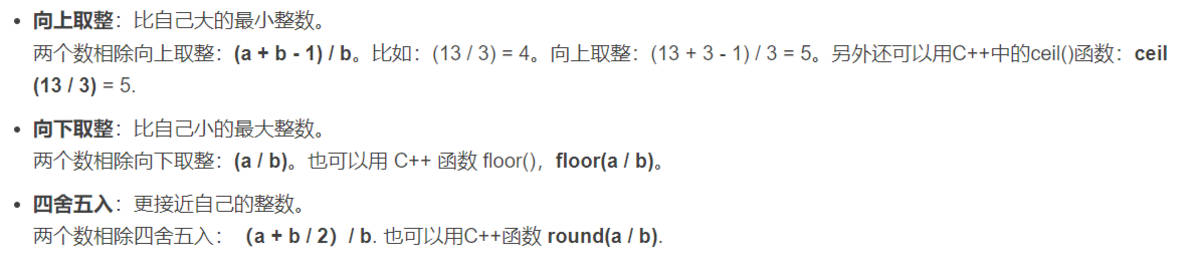 向上取整：比自己大的最小整数。
两个数相除向上取整：(a + b - 1) / b。比如：(13 / 3) = 4。向上取整：(13 + 3 - 1) / 3 = 5。另外还可以用C++中的ceil()函数：ceil
(13 / 3) = 5.
向下取整：比自己小的最大整数。
两个数相除向下取整：(a / b)。也可以用 C++ 函数 floor()，floor(a / b)。
四舍五入：更接近自己的整数。
两个数相除四舍五入：（a + b / 2）/ b. 也可以用C++函数 round(a / b).